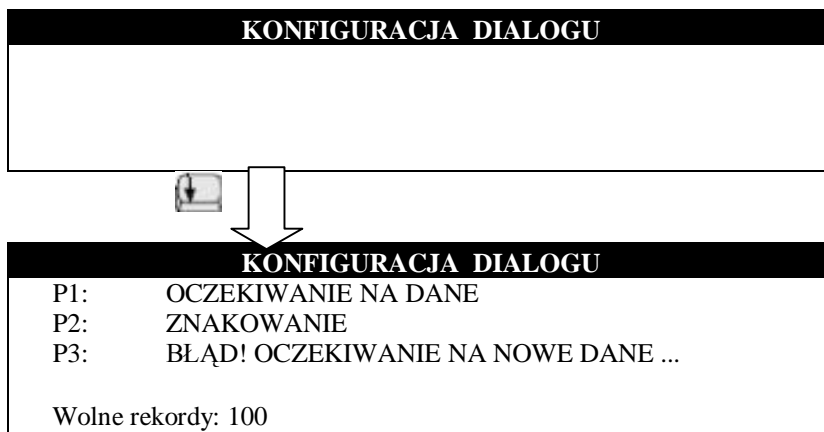 KONFIGURACJA DIALOGU
KONFIGURACJA DIALOGU
P1: OCZEKIWANIE NA DANE
P2: ZNAKOWANIE
P3: BŁĄD! OCZEKIWANIE NA NOWE DANE ...
Wolne rekordy: 100